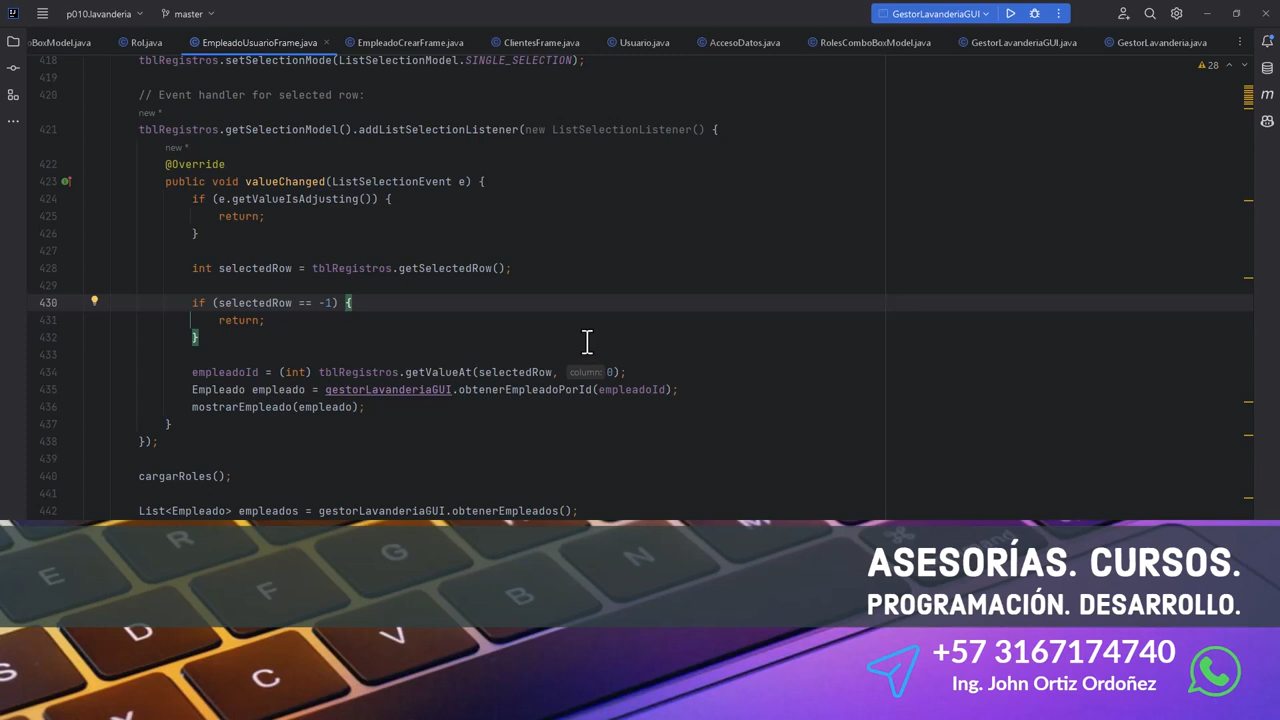 p010.lavanderia
master
GestorLavanderiaGUI
oBoxModel.java
Rol.java
EmpleadoUsuarioFrame.java
EmpleadoCrearFrame.java
ClientesFrame.java
Usuario.java
AccesoDatos.java
RolesComboBoxModel.java
GestorLavanderiaGUI.java
GestorLavanderia.java
28
418 tblRegistros.setSelectionMode(ListSelectionModel.SINGLE_SELECTION);
419
420 // Event handler for selected row:
new *
421 tblRegistros.getSelectionModel().addListSelectionListener(new ListSelectionListener() {
new *
422 @Override
423 public void valueChanged(ListSelectionEvent e) {
424 if (e.getValueIsAdjusting()) {
425 return;
426 }
427
428 int selectedRow = tblRegistros.getSelectedRow();
429
430 if (selectedRow == -1) {
431 return;
432 }
433
434 empleadoId = (int) tblRegistros.getValueAt(selectedRow, column: 0);
435 Empleado empleado = gestorLavanderiaGUI.obtenerEmpleadoPorId(empleadoId);
436 mostrarEmpleado(empleado);
437 }
438 });
439
440 cargarRoles();
441
442 List<Empleado> empleados = gestorLavanderiaGUI.obtenerEmpleados();
ASESORÍAS. CURSOS.
PROGRAMACIÓN. DESARROLLO.
+57 3167174740
Ing. John Ortiz Ordoñez